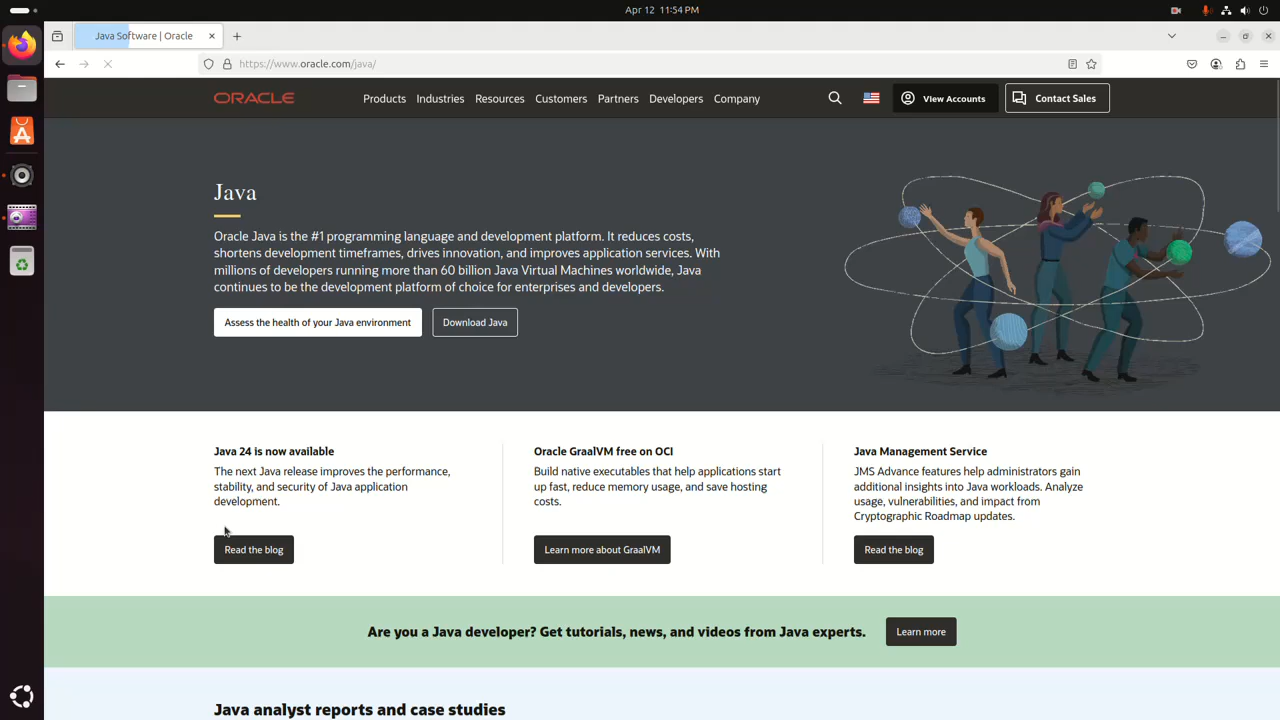 Apr 12 11:54 PM
Java Software | Oracle
https://www.oracle.com/java/
ORACLE
Products
Industries
Resources
Customers
Partners
Developers
Company
View Accounts
Contact Sales
Java
Oracle Java is the #1 programming language and development platform. It reduces costs,
shortens development timeframes, drives innovation, and improves application services. With
millions of developers running more than 60 billion Java Virtual Machines worldwide, Java
continues to be the development platform of choice for enterprises and developers.
Assess the health of your Java environment
Download Java
Java 24 is now available
The next Java release improves the performance,
stability, and security of Java application
development.
Read the blog
Oracle GraalVM free on OCI
Build native executables that help applications start
up fast, reduce memory usage, and save hosting
costs.
Learn more about GraalVM
Java Management Service
JMS Advance features help administrators gain
additional insights into Java workloads. Analyze
usage, vulnerabilities, and impact from
Cryptographic Roadmap updates.
Read the blog
Are you a Java developer? Get tutorials, news, and videos from Java experts.
Learn more
Java analyst reports and case studies